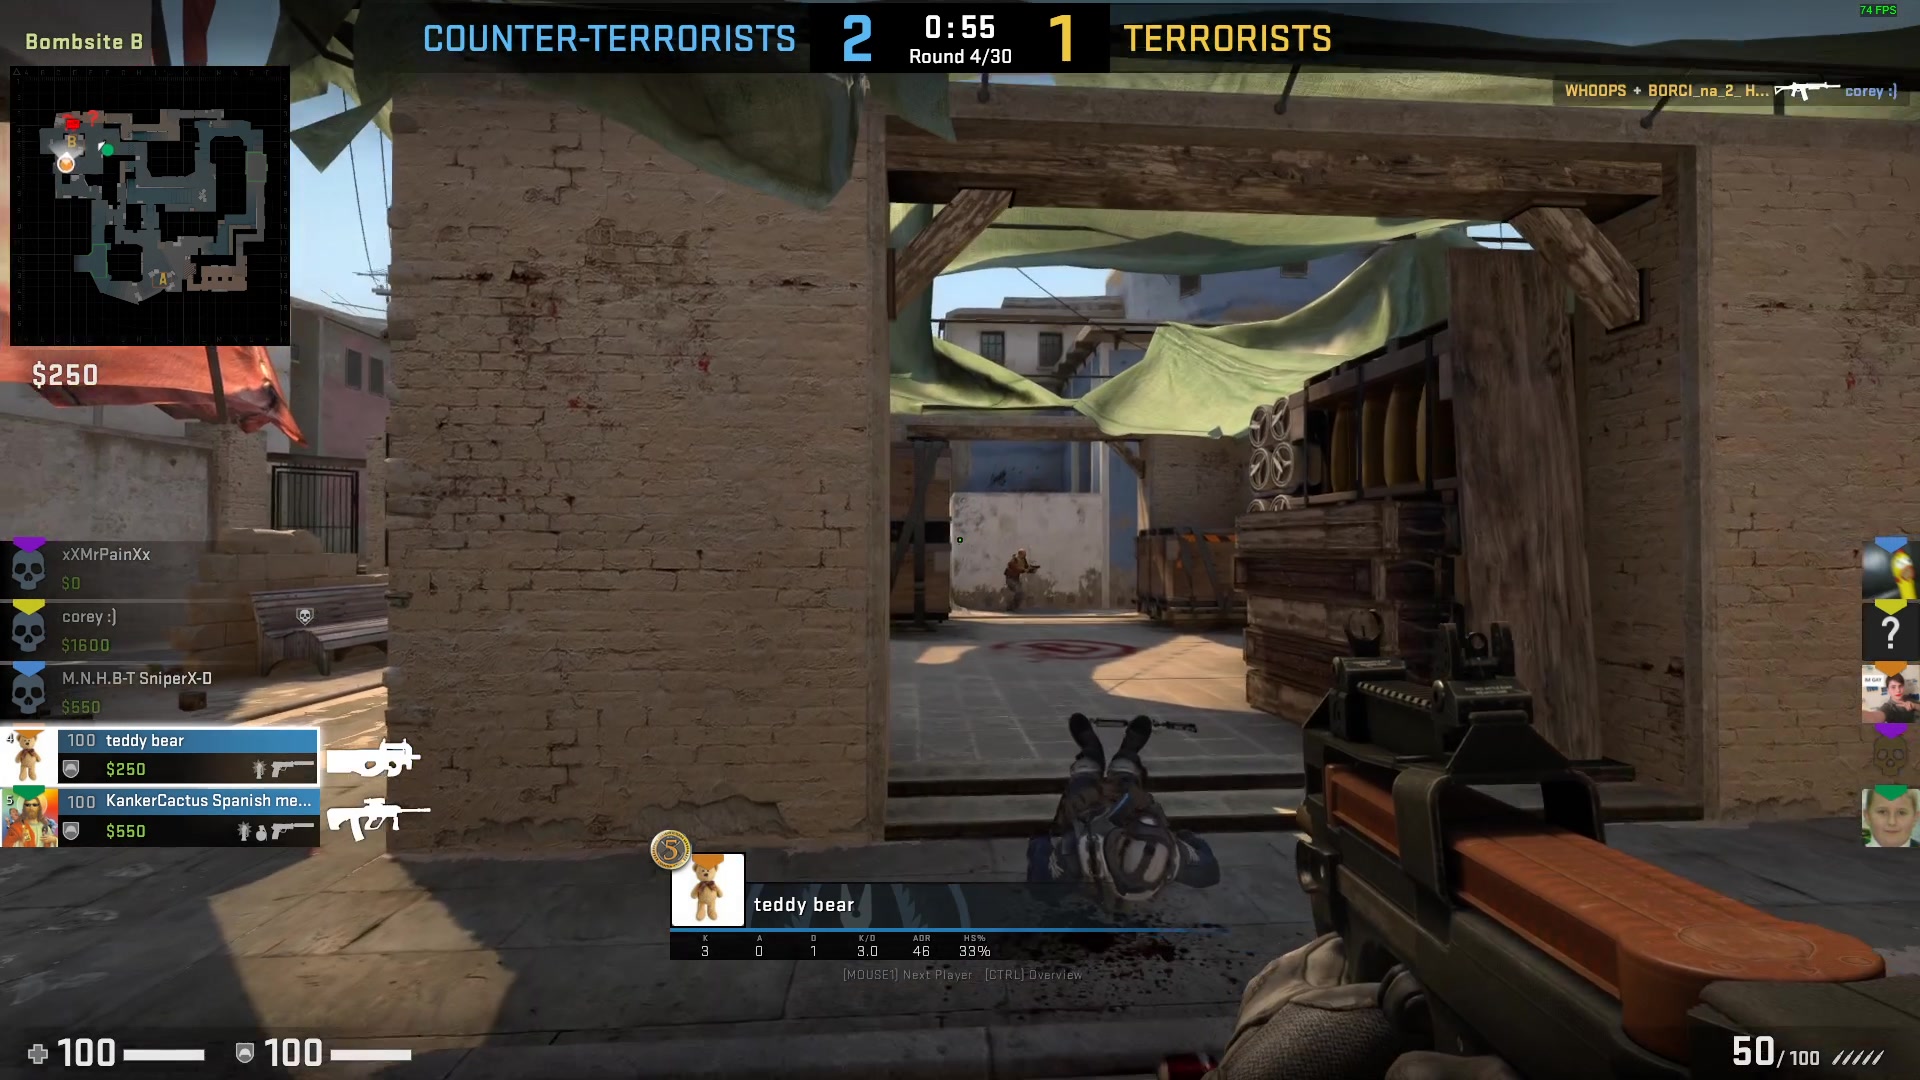 74 FPS
Bombsite B
COUNTER-TERRORISTS 2 0:55 1 TERRORISTS
Round 4/30
WHOOPS + BORCI_na_2_ H... corey :)
B
A
$250
xXMrPainXx
$0
corey :)
$1600
M.N.H.B-T SniperX-D
$550
4 100 teddy bear
$250
5 100 KankerCactus Spanish me...
$550
?
5
teddy bear
K A D K/D ADR HS%
3 0 1 3.0 46 33%
[MOUSE1] Next Player [CTRL] Overview
100 100
50 / 100